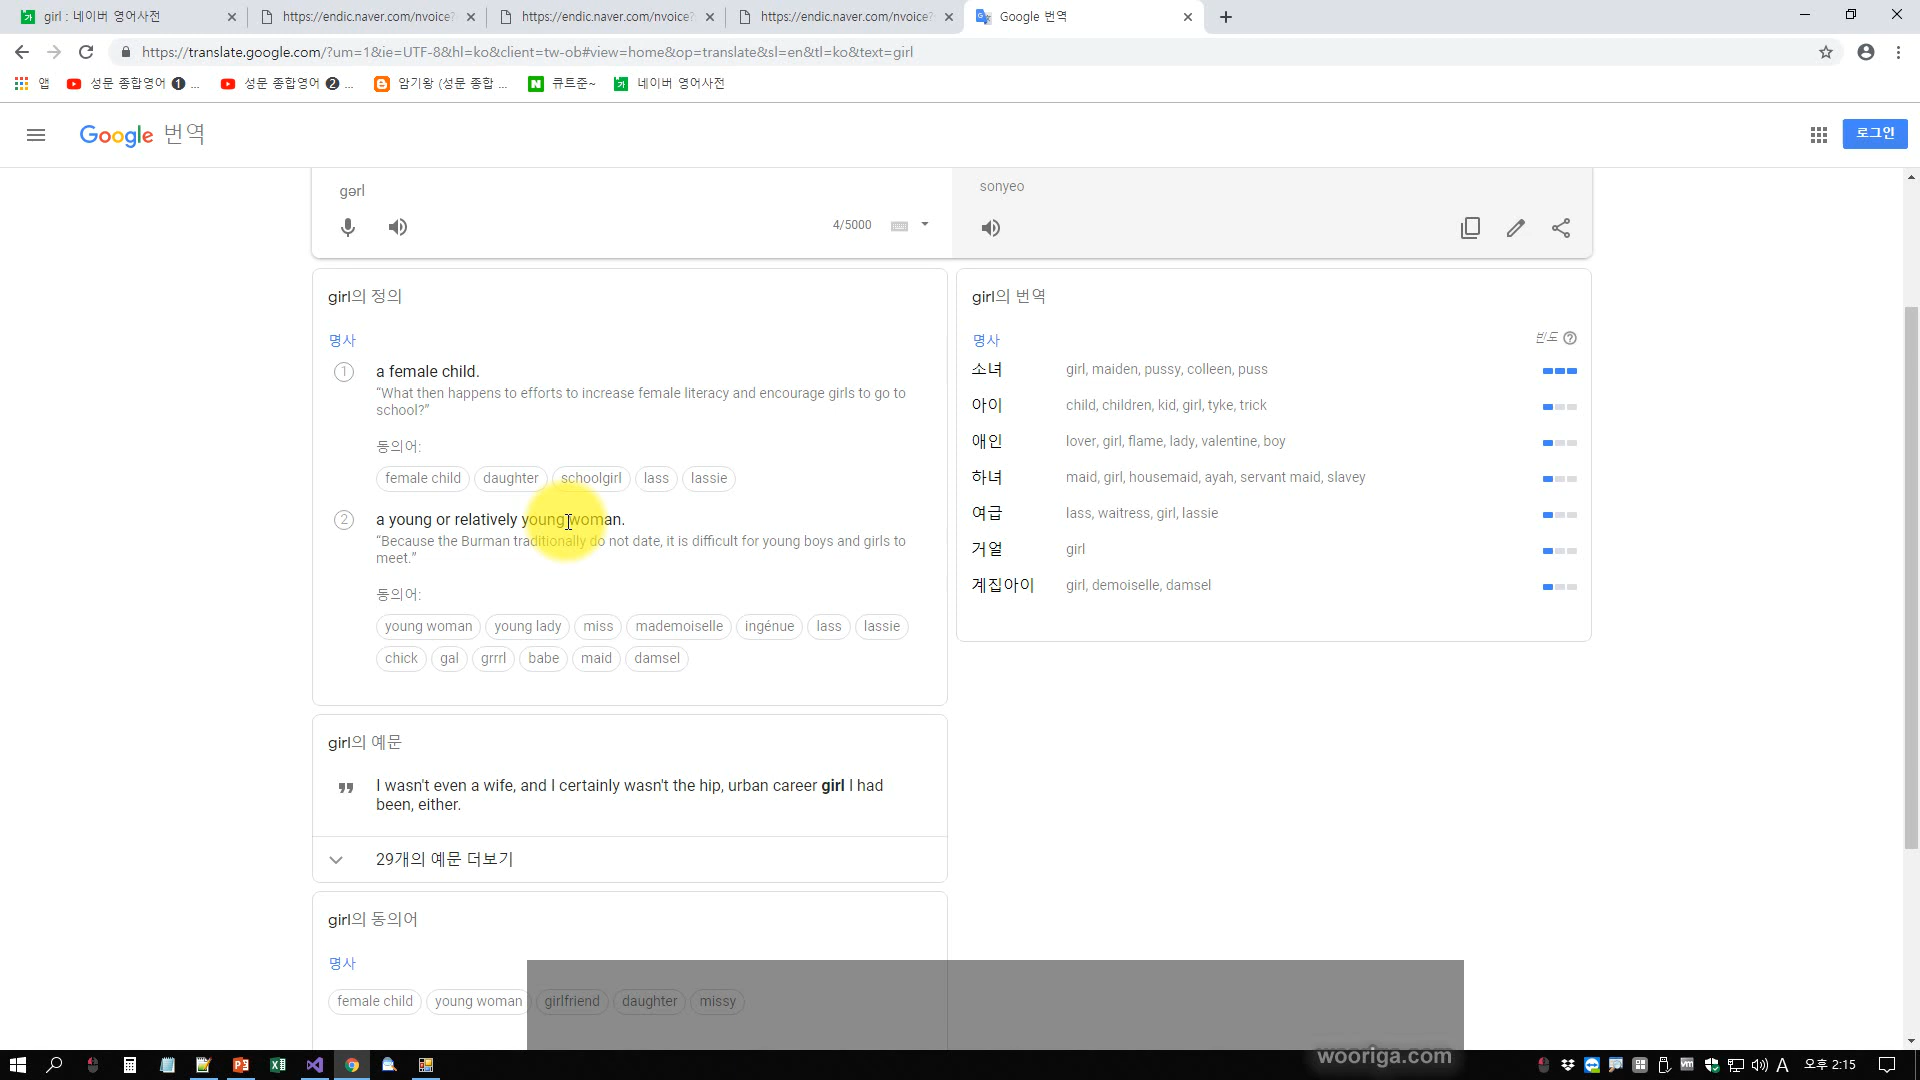 girl : 네이버 영어사전
https://endic.naver.com/nvoice?
https://endic.naver.com/nvoice?
https://endic.naver.com/nvoice?
Google 번역
https://translate.google.com/?um=1&ie=UTF-8&hl=ko&client=tw-ob#view=home&op=translate&sl=en&tl=ko&text=girl
앱
성문 종합영어 ❶ ...
성문 종합영어 ❷ ...
암기왕 (성문 종합 ...
큐트준~
네이버 영어사전
Google 번역
로그인
gərl
4/5000
sonyeo
girl의 정의
명사
1 a female child.
“What then happens to efforts to increase female literacy and encourage girls to go to
school?”
동의어:
female child daughter schoolgirl lass lassie
2 a young or relatively young woman.
“Because the Burman traditionally do not date, it is difficult for young boys and girls to
meet.”
동의어:
young woman young lady miss mademoiselle ingénue lass lassie
chick gal grrrl babe maid damsel
girl의 번역
명사
빈도
소녀 girl, maiden, pussy, colleen, puss
아이 child, children, kid, girl, tyke, trick
애인 lover, girl, flame, lady, valentine, boy
하녀 maid, girl, housemaid, ayah, servant maid, slavey
여급 lass, waitress, girl, lassie
거얼 girl
계집아이 girl, demoiselle, damsel
girl의 예문
I wasn't even a wife, and I certainly wasn't the hip, urban career girl I had
been, either.
29개의 예문 더보기
girl의 동의어
명사
female child young woman girlfriend daughter missy
wooriga.com
A
오후 2:15